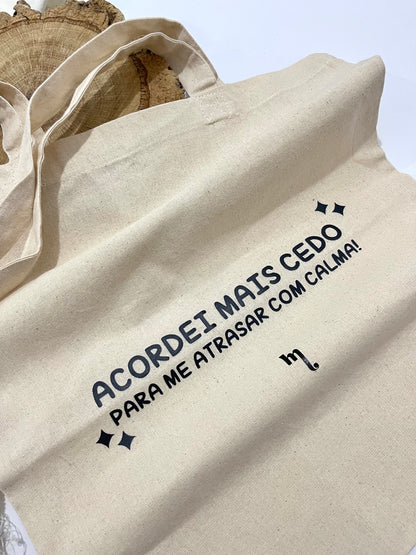 ACORDEI MAIS CEDO
PARA ME ATRASAR COM CALMA!